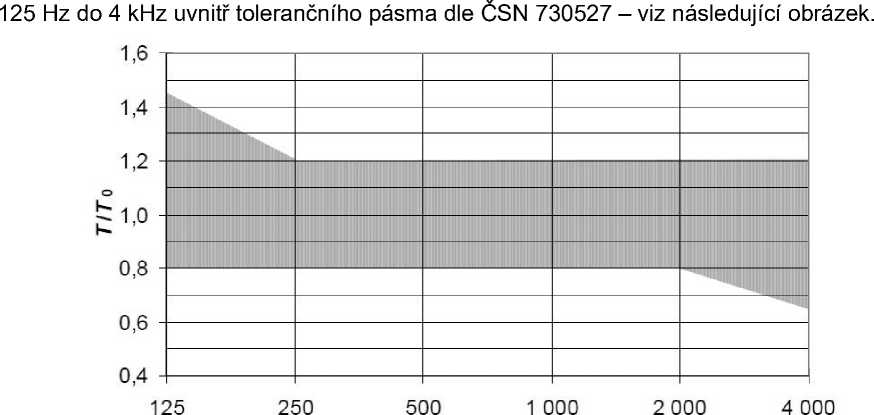 125 Hz do 4 kHz uvnitř tolerančního pásma dle ČSN 730527 – viz následující obrázek.
1,6
1,4
1,2
1,0
0,8
0,6
0,4
T/T0
125 250 500 1 000 2 000 4 000